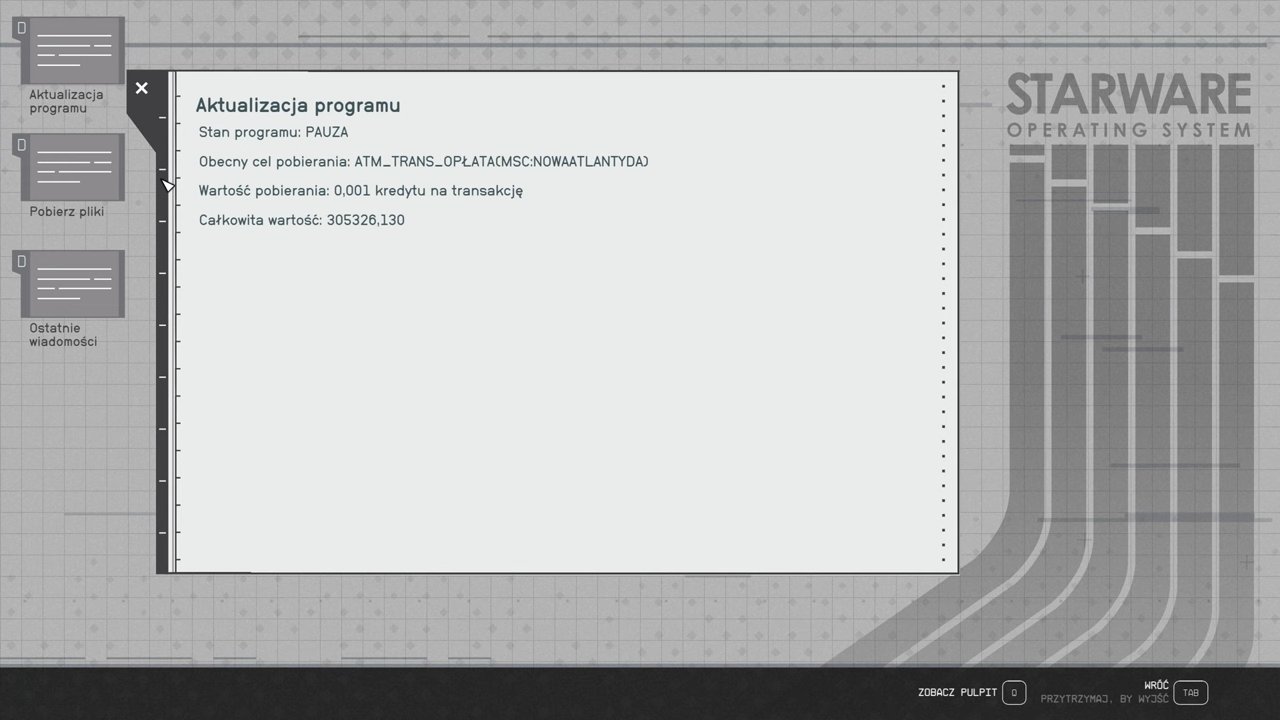 Aktualizacja
programu
Pobierz pliki
Ostatnie
wiadomości
Aktualizacja programu
Stan programu: PAUZA
Obecny cel pobierania: ATM_TRANS_OPŁATA(MSC:NOWAATLANTYDA)
Wartość pobierania: 0,001 kredytu na transakcję
Całkowita wartość: 305326,130
STARWARE
OPERATING SYSTEM
ZOBACZ PULPIT Q
WRÓĆ TAB
PRZYTRZYMAJ, BY WYJŚĆ